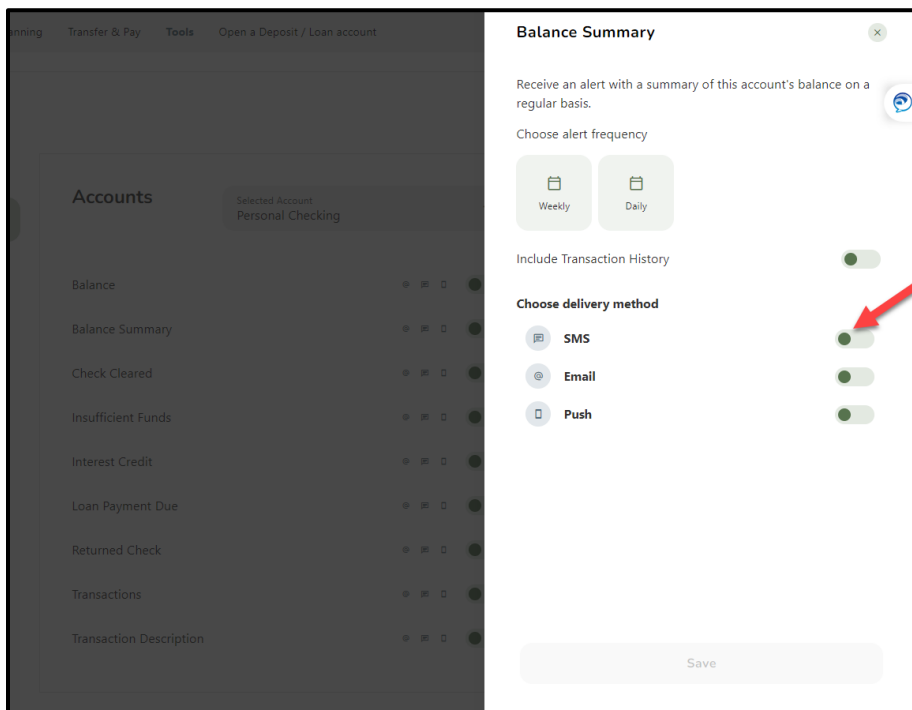 Transfer & Pay Tools Open a Deposit / Loan account
Balance Summary
Receive an alert with a summary of this account's balance on a
regular basis.
Choose alert frequency
Weekly Daily
Include Transaction History
Choose delivery method
SMS
Email
Push
Save
Accounts
Selected Account
Personal Checking
Balance
Balance Summary
Check Cleared
Insufficient Funds
Interest Credit
Loan Payment Due
Returned Check
Transactions
Transaction Description